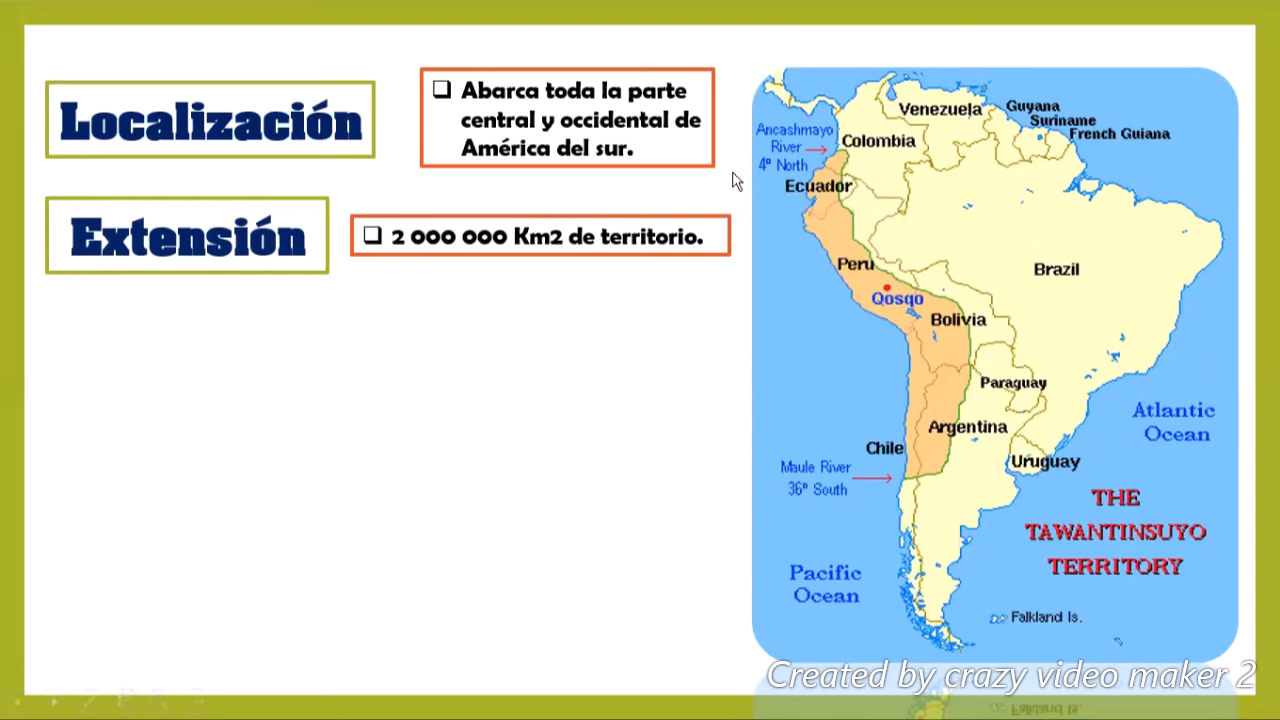 Localización
❑ Abarca toda la parte
central y occidental de
América del sur.
Extensión
❑ 2 000 000 Km2 de territorio.
Venezuela
Guyana
Suriname
French Guiana
Ancashmayo
River
4º North
Colombia
Ecuador
Peru
Brazil
Qosqo
Bolivia
Paraguay
Atlantic
Ocean
Argentina
Chile
Uruguay
Maule River
36º South
THE
TAWANTINSUYO
TERRITORY
Pacific
Ocean
Falkland Is.
Created by crazy video maker 2